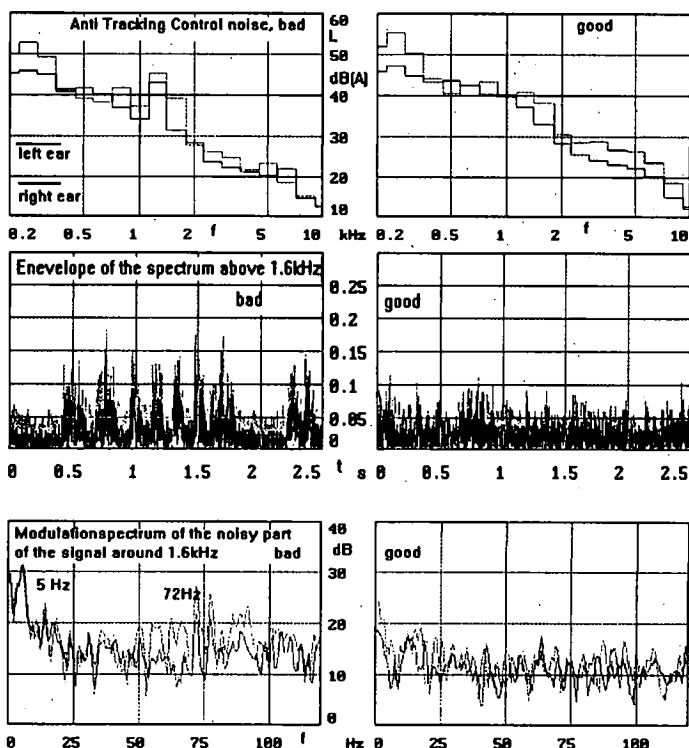 Anti Tracking Control noise, bad
60
L
50
dB(A)
40
30
20
10
left ear
right ear
0.2 0.5 1 2 f 5 10
kHz
good
0.2 0.5 1 2 f 5 10
Enevelope of the spectrum above 1.6kHz
bad
0.25
0.2
0.15
0.1
0.05
0
0 0.5 1 1.5 2 2.5 t s
good
0 0.5 1 1.5 2 2.5
Modulationspectrum of the noisy part
of the signal around 1.6kHz bad
40
dB
30
20
10
0
5 Hz
72Hz
0 25 50 75 100 f Hz
good
0 25 50 75 100